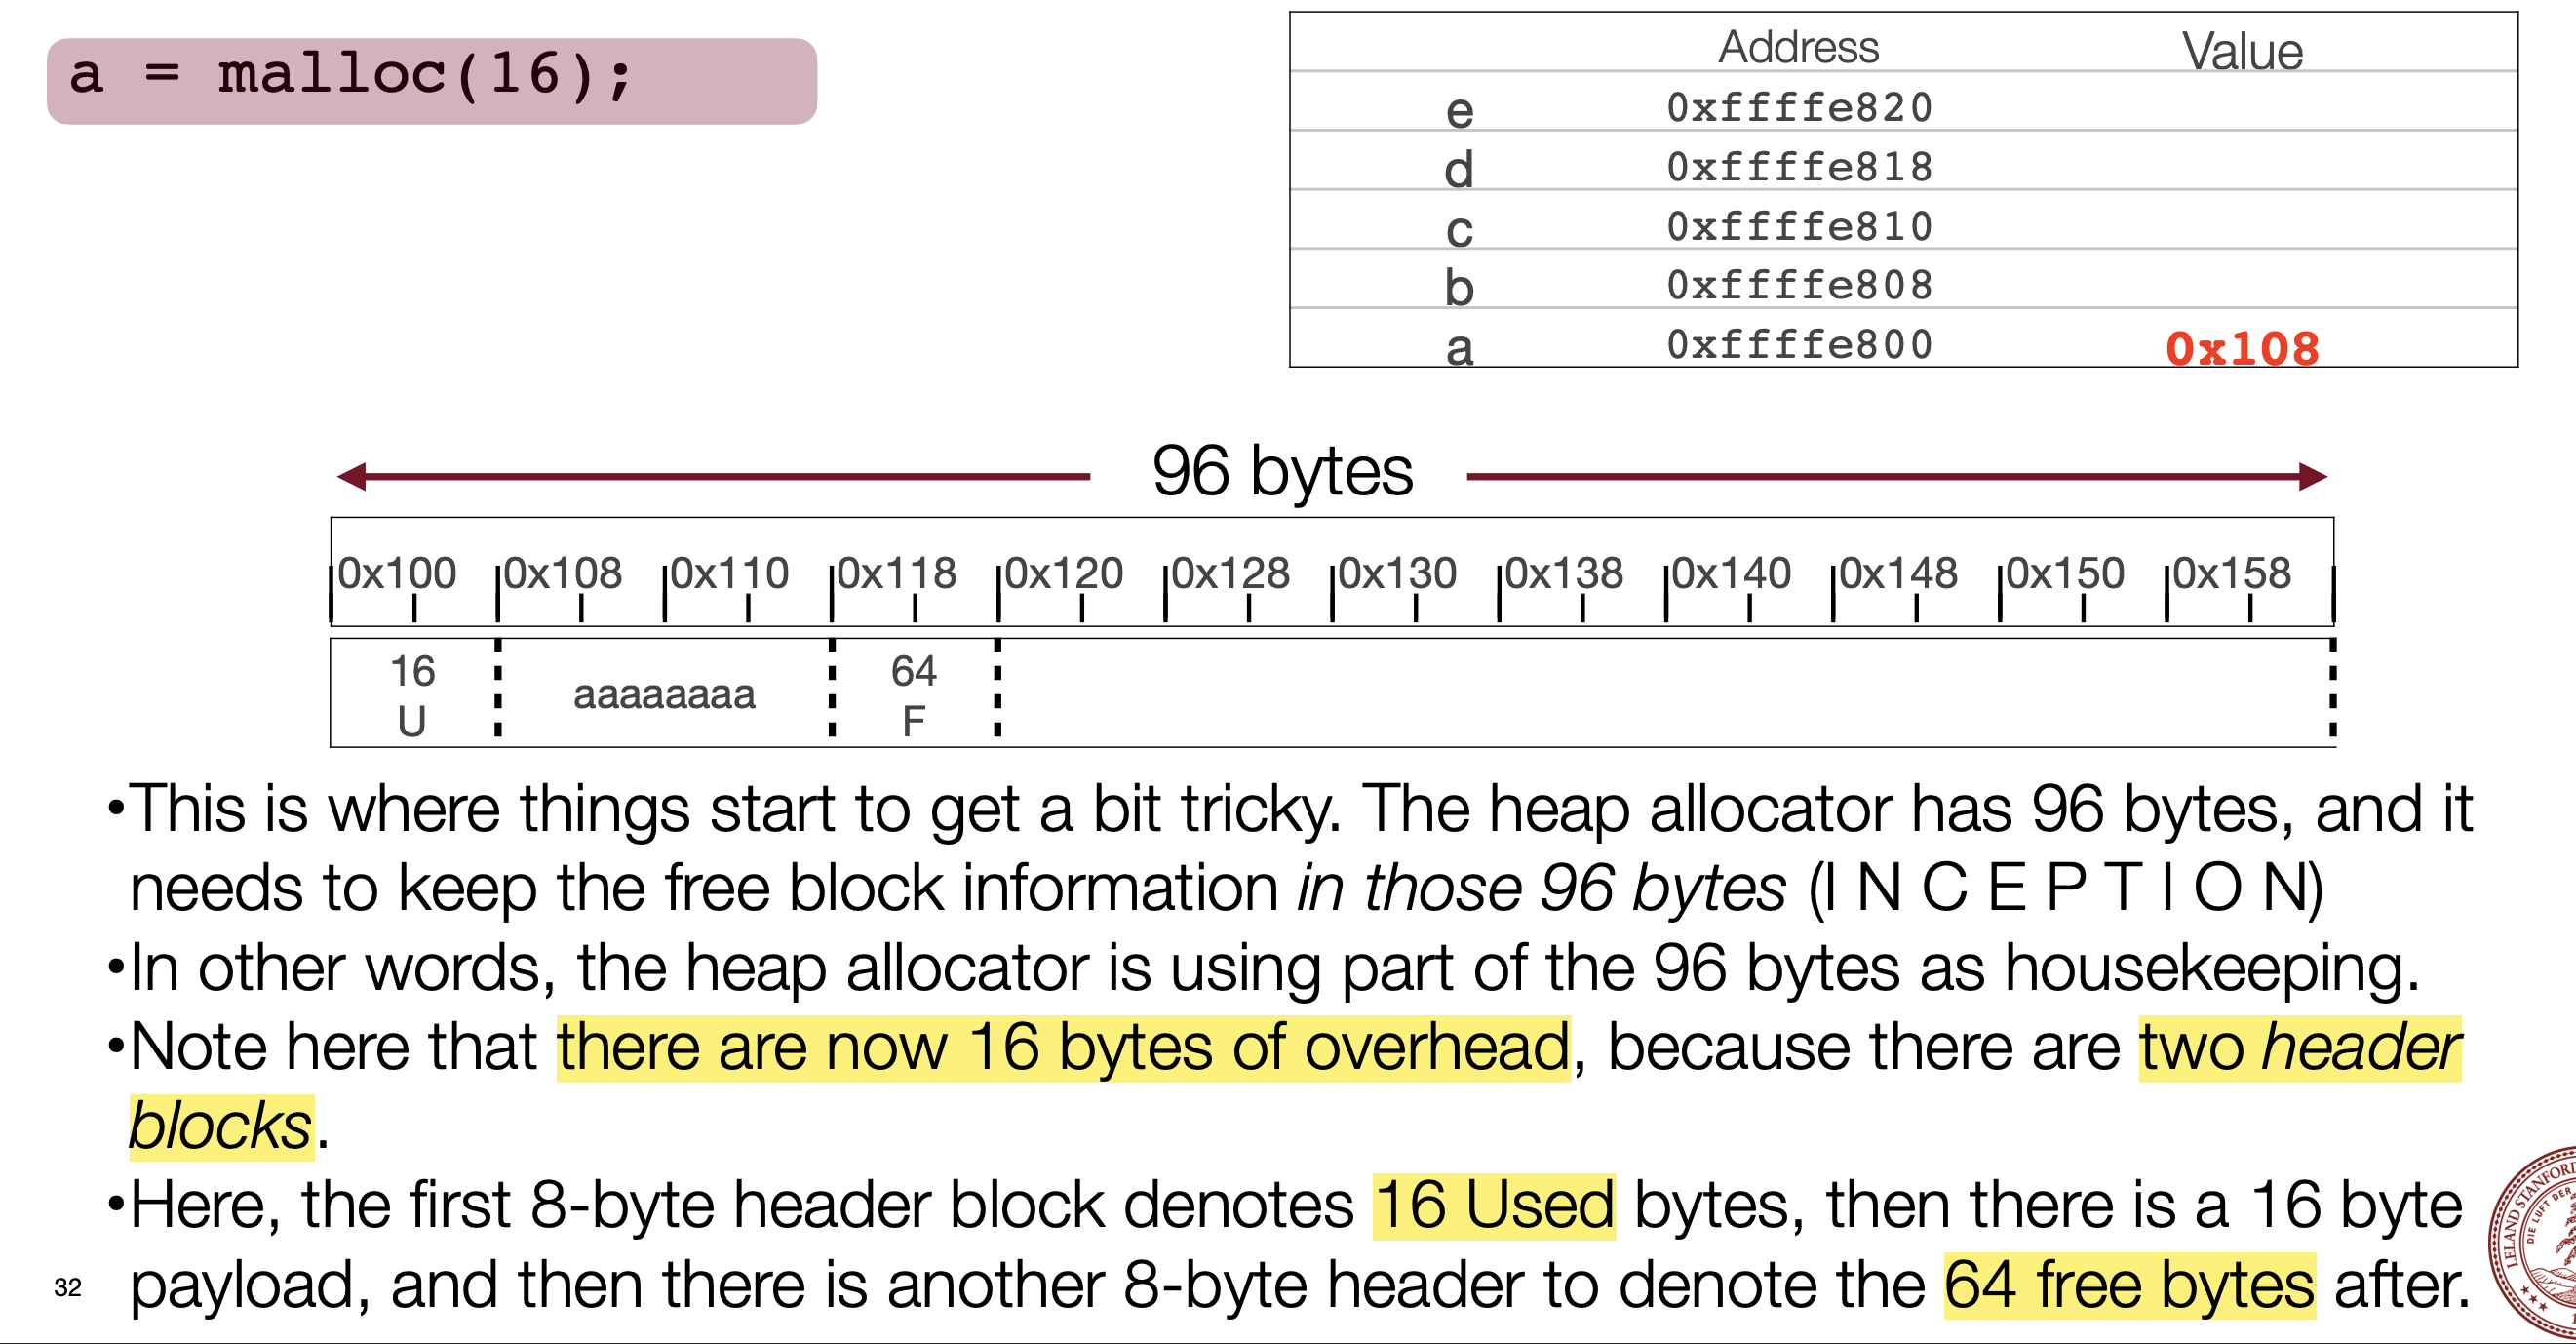 a = malloc(16);
Address Value
e 0xffffe820
d 0xffffe818
c 0xffffe810
b 0xffffe808
a 0xffffe800 0x108
96 bytes
0x100 0x108 0x110 0x118 0x120 0x128 0x130 0x138 0x140 0x148 0x150 0x158
16 64
aaaaaaaa
U F
•This is where things start to get a bit tricky. The heap allocator has 96 bytes, and it
needs to keep the free block information in those 96 bytes (I N C E P T I O N)
•In other words, the heap allocator is using part of the 96 bytes as housekeeping.
•Note here that there are now 16 bytes of overhead, because there are two header
blocks.
•Here, the first 8-byte header block denotes 16 Used bytes, then there is a 16 byte
payload, and then there is another 8-byte header to denote the 64 free bytes after.
32